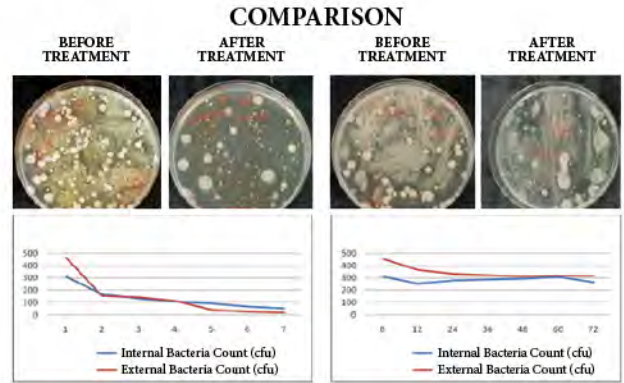 COMPARISON
BEFORE
TREATMENT
AFTER
TREATMENT
BEFORE
TREATMENT
AFTER
TREATMENT
500
400
300
200
100
0
1 2 3 4 5 6 7
Internal Bacteria Count (cfu)
External Bacteria Count (cfu)
500
400
300
200
100
0
12 24 36 48 60 72
Internal Bacteria Count (cfu)
External Bacteria Count (cfu)